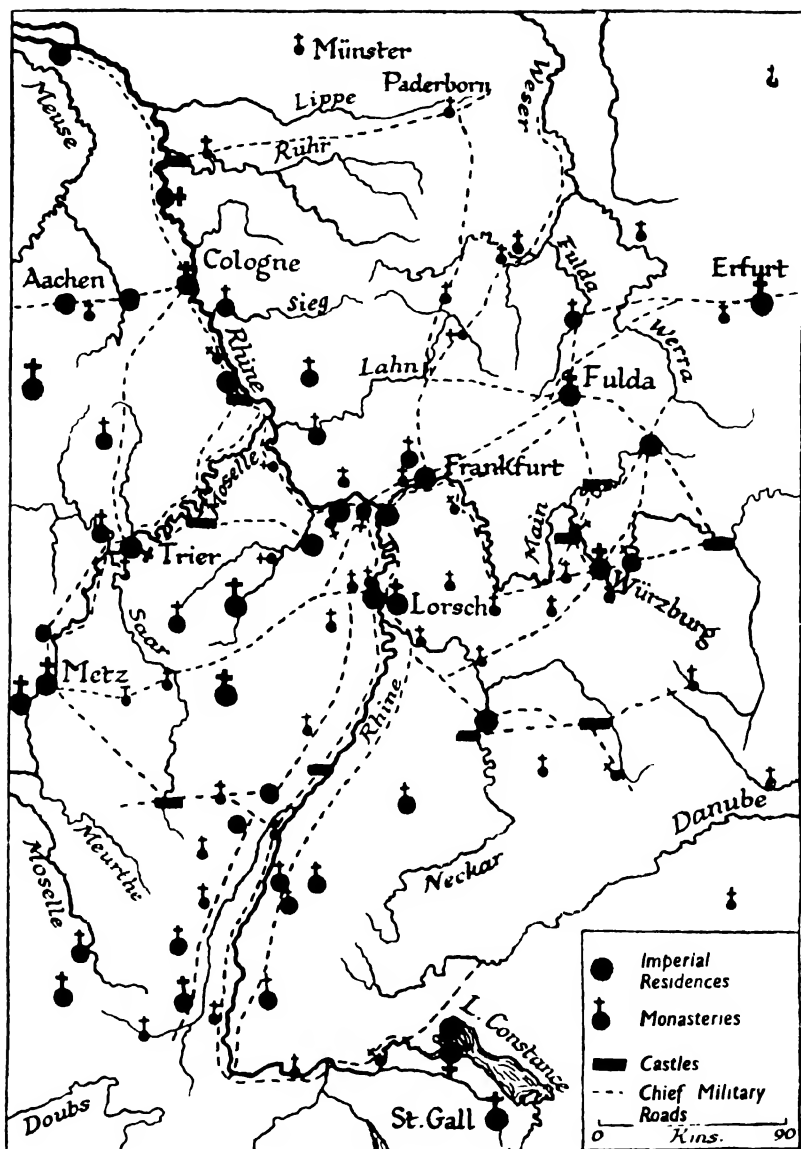 Münster
Paderborn
Weser
Meuse
Lippe
Ruhr
Cologne
Aachen
Sieg
Fulda
Erfurt
Rhine
Werra
Lahn
Fulda
Moselle
Frankfurt
Main
Trier
Saar
Lorsch
Würzburg
Metz
Rhine
Meurthe
Moselle
Neckar
Danube
L. Constance
Doubs
St. Gall
Imperial
Residences
Monasteries
Castles
Chief Military
Roads
0 90
Kms.